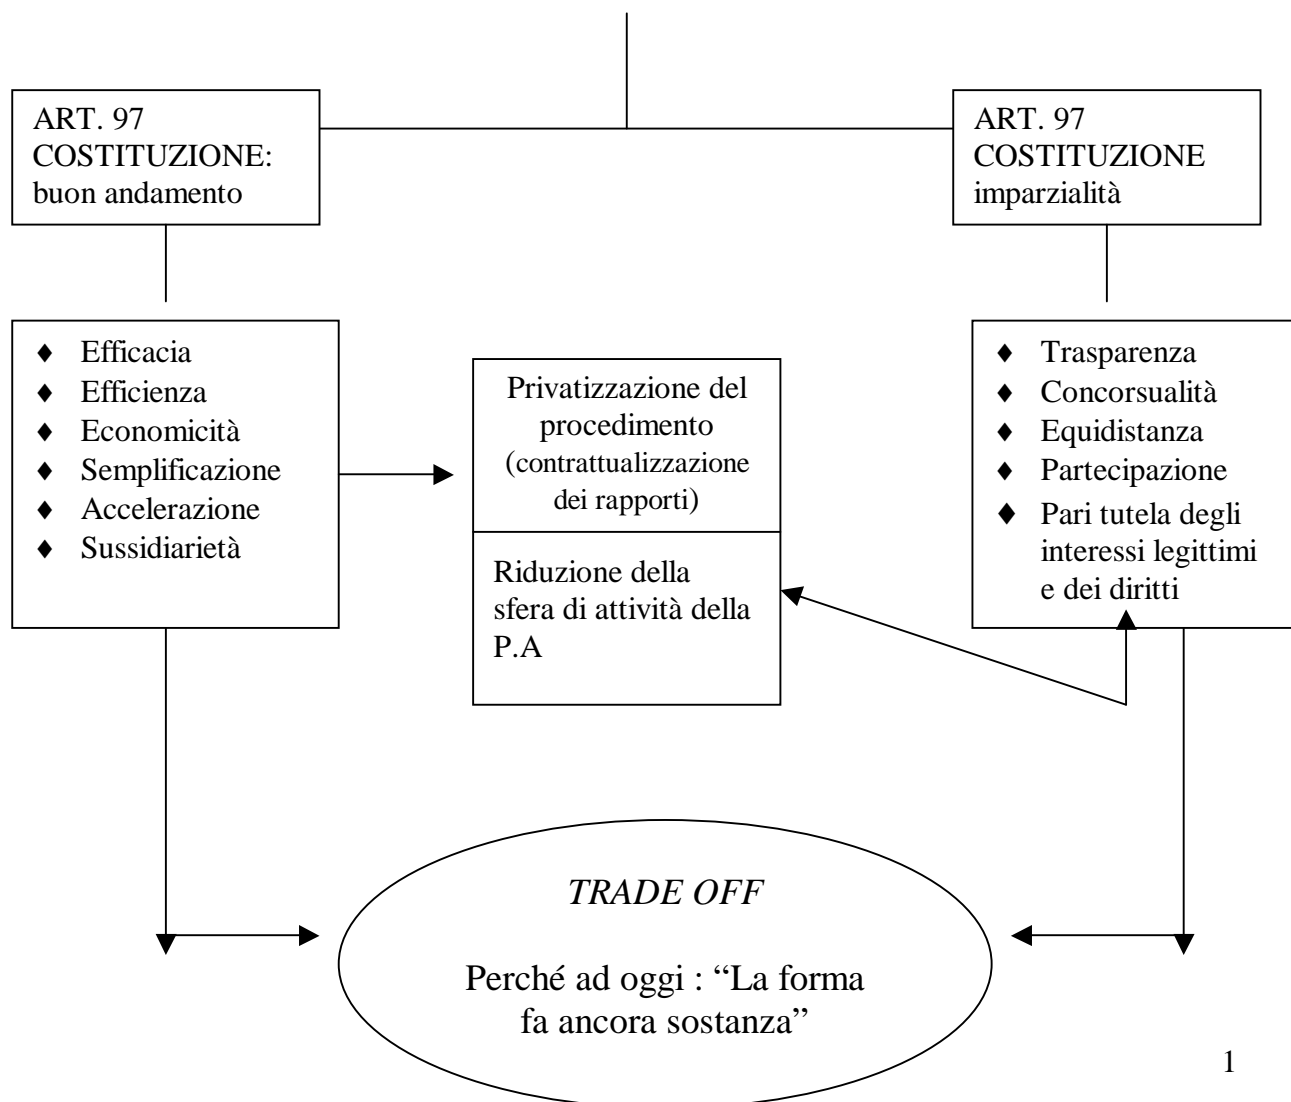 ART. 97
COSTITUZIONE:
buon andamento
ART. 97
COSTITUZIONE
imparzialità
♦ Efficacia
♦ Efficienza
♦ Economicità
♦ Semplificazione
♦ Accelerazione
♦ Sussidiarietà
Privatizzazione del
procedimento
(contrattualizzazione
dei rapporti)
Riduzione della
sfera di attività della
P.A
♦ Trasparenza
♦ Concorsualità
♦ Equidistanza
♦ Partecipazione
♦ Pari tutela degli
interessi legittimi
e dei diritti
TRADE OFF
Perché ad oggi : “La forma
fa ancora sostanza”
1